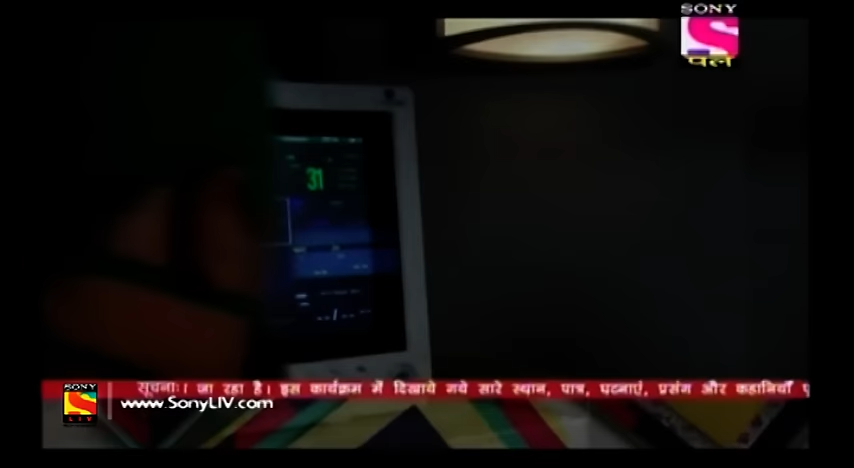 SONY
पल
31
सूचनाः। जा रहा है। इस कार्यक्रम में दिखाये गये सारे स्थान, पात्र, घटनाएं, प्रसंग और कहानियाँ
SONY
LIV
www.SonyLIV.com